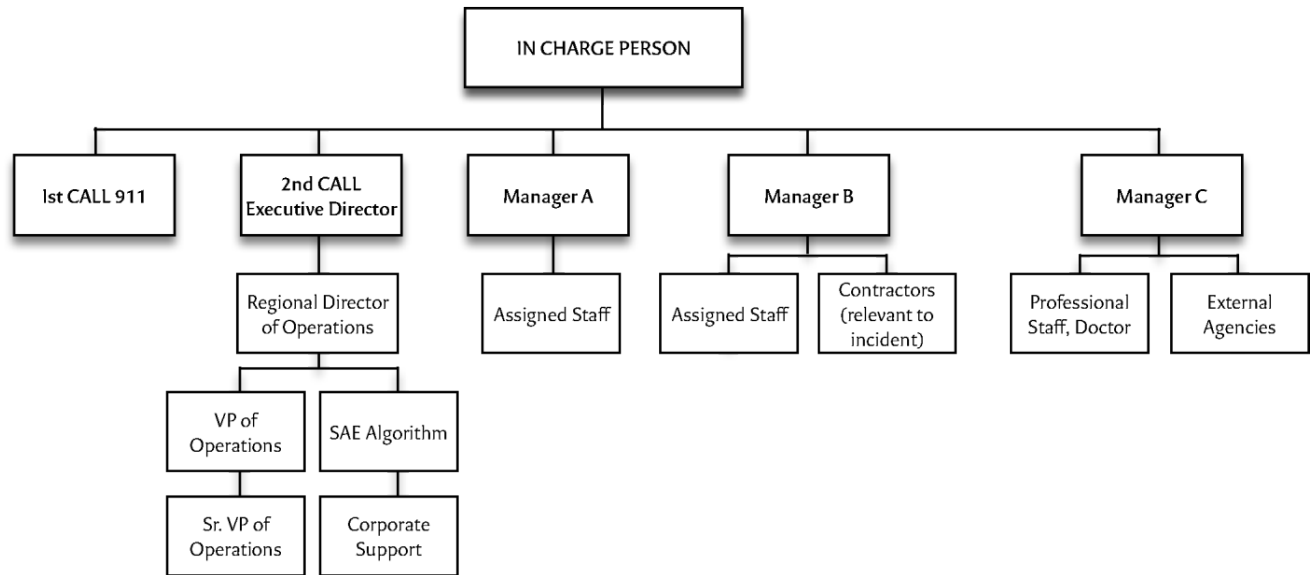 IN CHARGE PERSON
1st CALL 911
2nd CALL
Executive Director
Manager A
Manager B
Manager C
Regional Director
of Operations
Assigned Staff
Assigned Staff
Contractors
(relevant to
incident)
Professional
Staff, Doctor
External
Agencies
VP of
Operations
SAE Algorithm
Sr. VP of
Operations
Corporate
Support